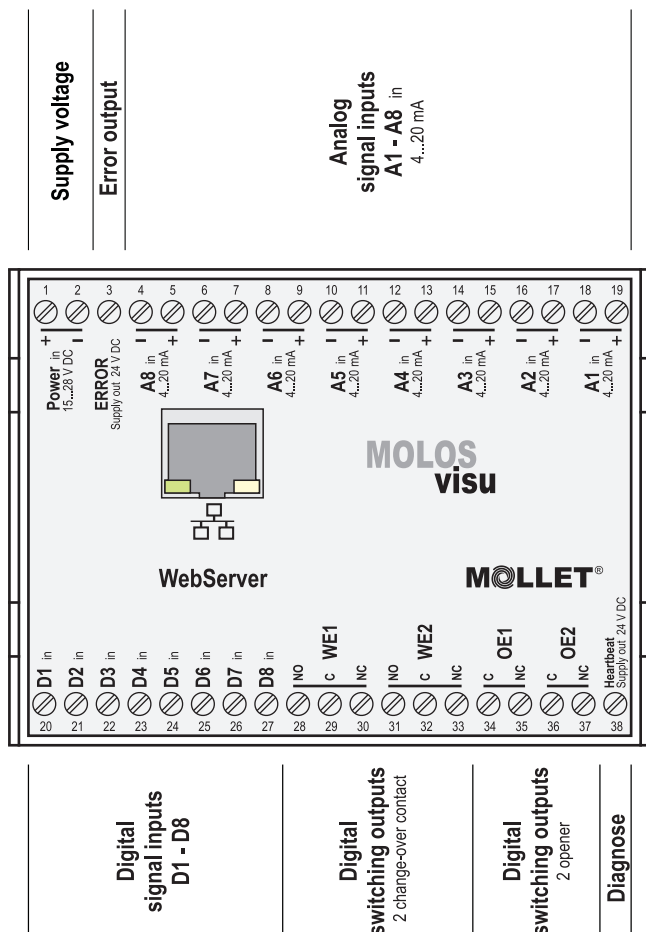 Supply voltage
Error output
Analog
signal inputs
A1 - A8 in
4...20 mA
1 2 3 4 5 6 7 8 9 10 11 12 13 14 15 16 17 18 19
+ – – + – + – + – + – + – + – + – +
Power in
15...28 V DC
ERROR
Supply out 24 V DC
A8 in
4...20 mA
A7 in
4...20 mA
A6 in
4...20 mA
A5 in
4...20 mA
A4 in
4...20 mA
A3 in
4...20 mA
A2 in
4...20 mA
A1 in
4...20 mA
MOLOS
visu
WebServer
MOLLET®
D1 in
D2 in
D3 in
D4 in
D5 in
D6 in
D7 in
D8 in
WE1
NO C NC
WE2
NO C NC
OE1
C NC
OE2
C NC
Heartbeat
Supply out 24 V DC
20 21 22 23 24 25 26 27 28 29 30 31 32 33 34 35 36 37 38
Digital
signal inputs
D1 - D8
Digital
switching outputs
2 change-over contact
Digital
switching outputs
2 opener
Diagnose